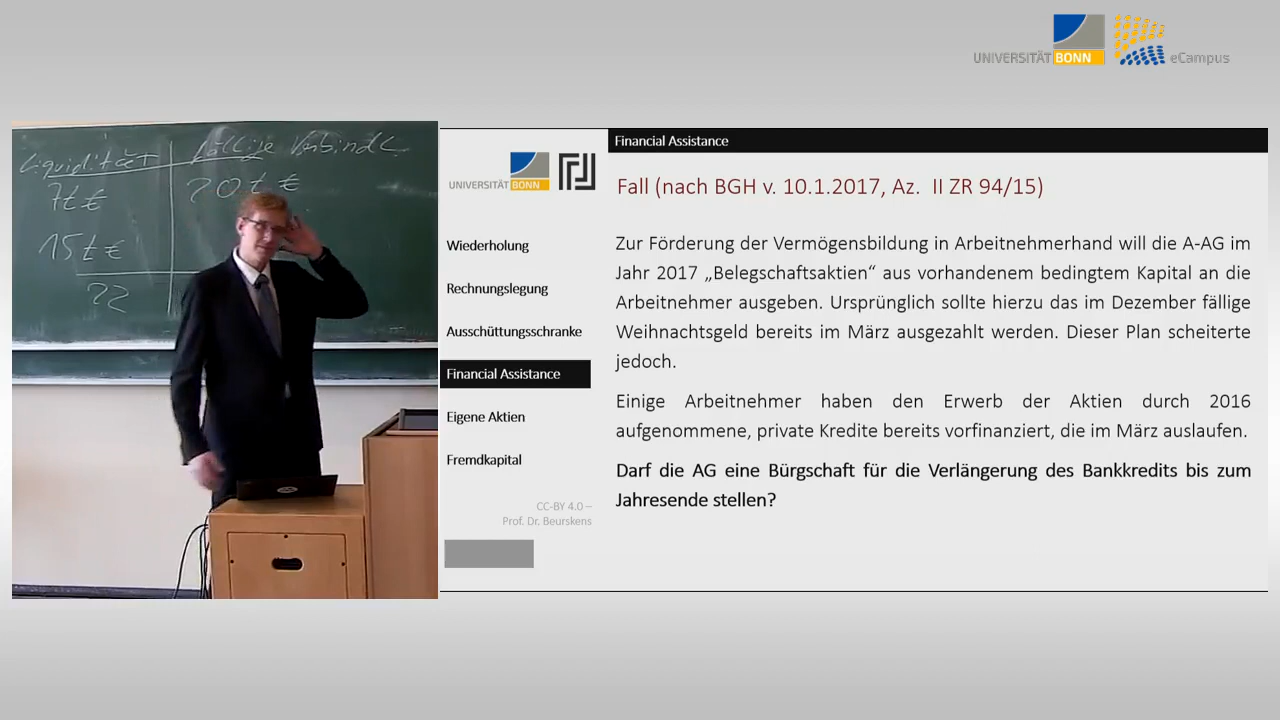 UNIVERSITÄT BONN eCampus
Liquidität fällige Verbindl.
7t € 20t €
15t €
22
Financial Assistance
UNIVERSITÄT BONN
Fall (nach BGH v. 10.1.2017, Az. II ZR 94/15)
Wiederholung
Rechnungslegung
Ausschüttungsschranke
Financial Assistance
Eigene Aktien
Fremdkapital
CC-BY 4.0 –
Prof. Dr. Beurskens
Zur Förderung der Vermögensbildung in Arbeitnehmerhand will die A-AG im
Jahr 2017 „Belegschaftsaktien“ aus vorhandenem bedingtem Kapital an die
Arbeitnehmer ausgeben. Ursprünglich sollte hierzu das im Dezember fällige
Weihnachtsgeld bereits im März ausgezahlt werden. Dieser Plan scheiterte
jedoch.
Einige Arbeitnehmer haben den Erwerb der Aktien durch 2016
aufgenommene, private Kredite bereits vorfinanziert, die im März auslaufen.
Darf die AG eine Bürgschaft für die Verlängerung des Bankkredits bis zum
Jahresende stellen?